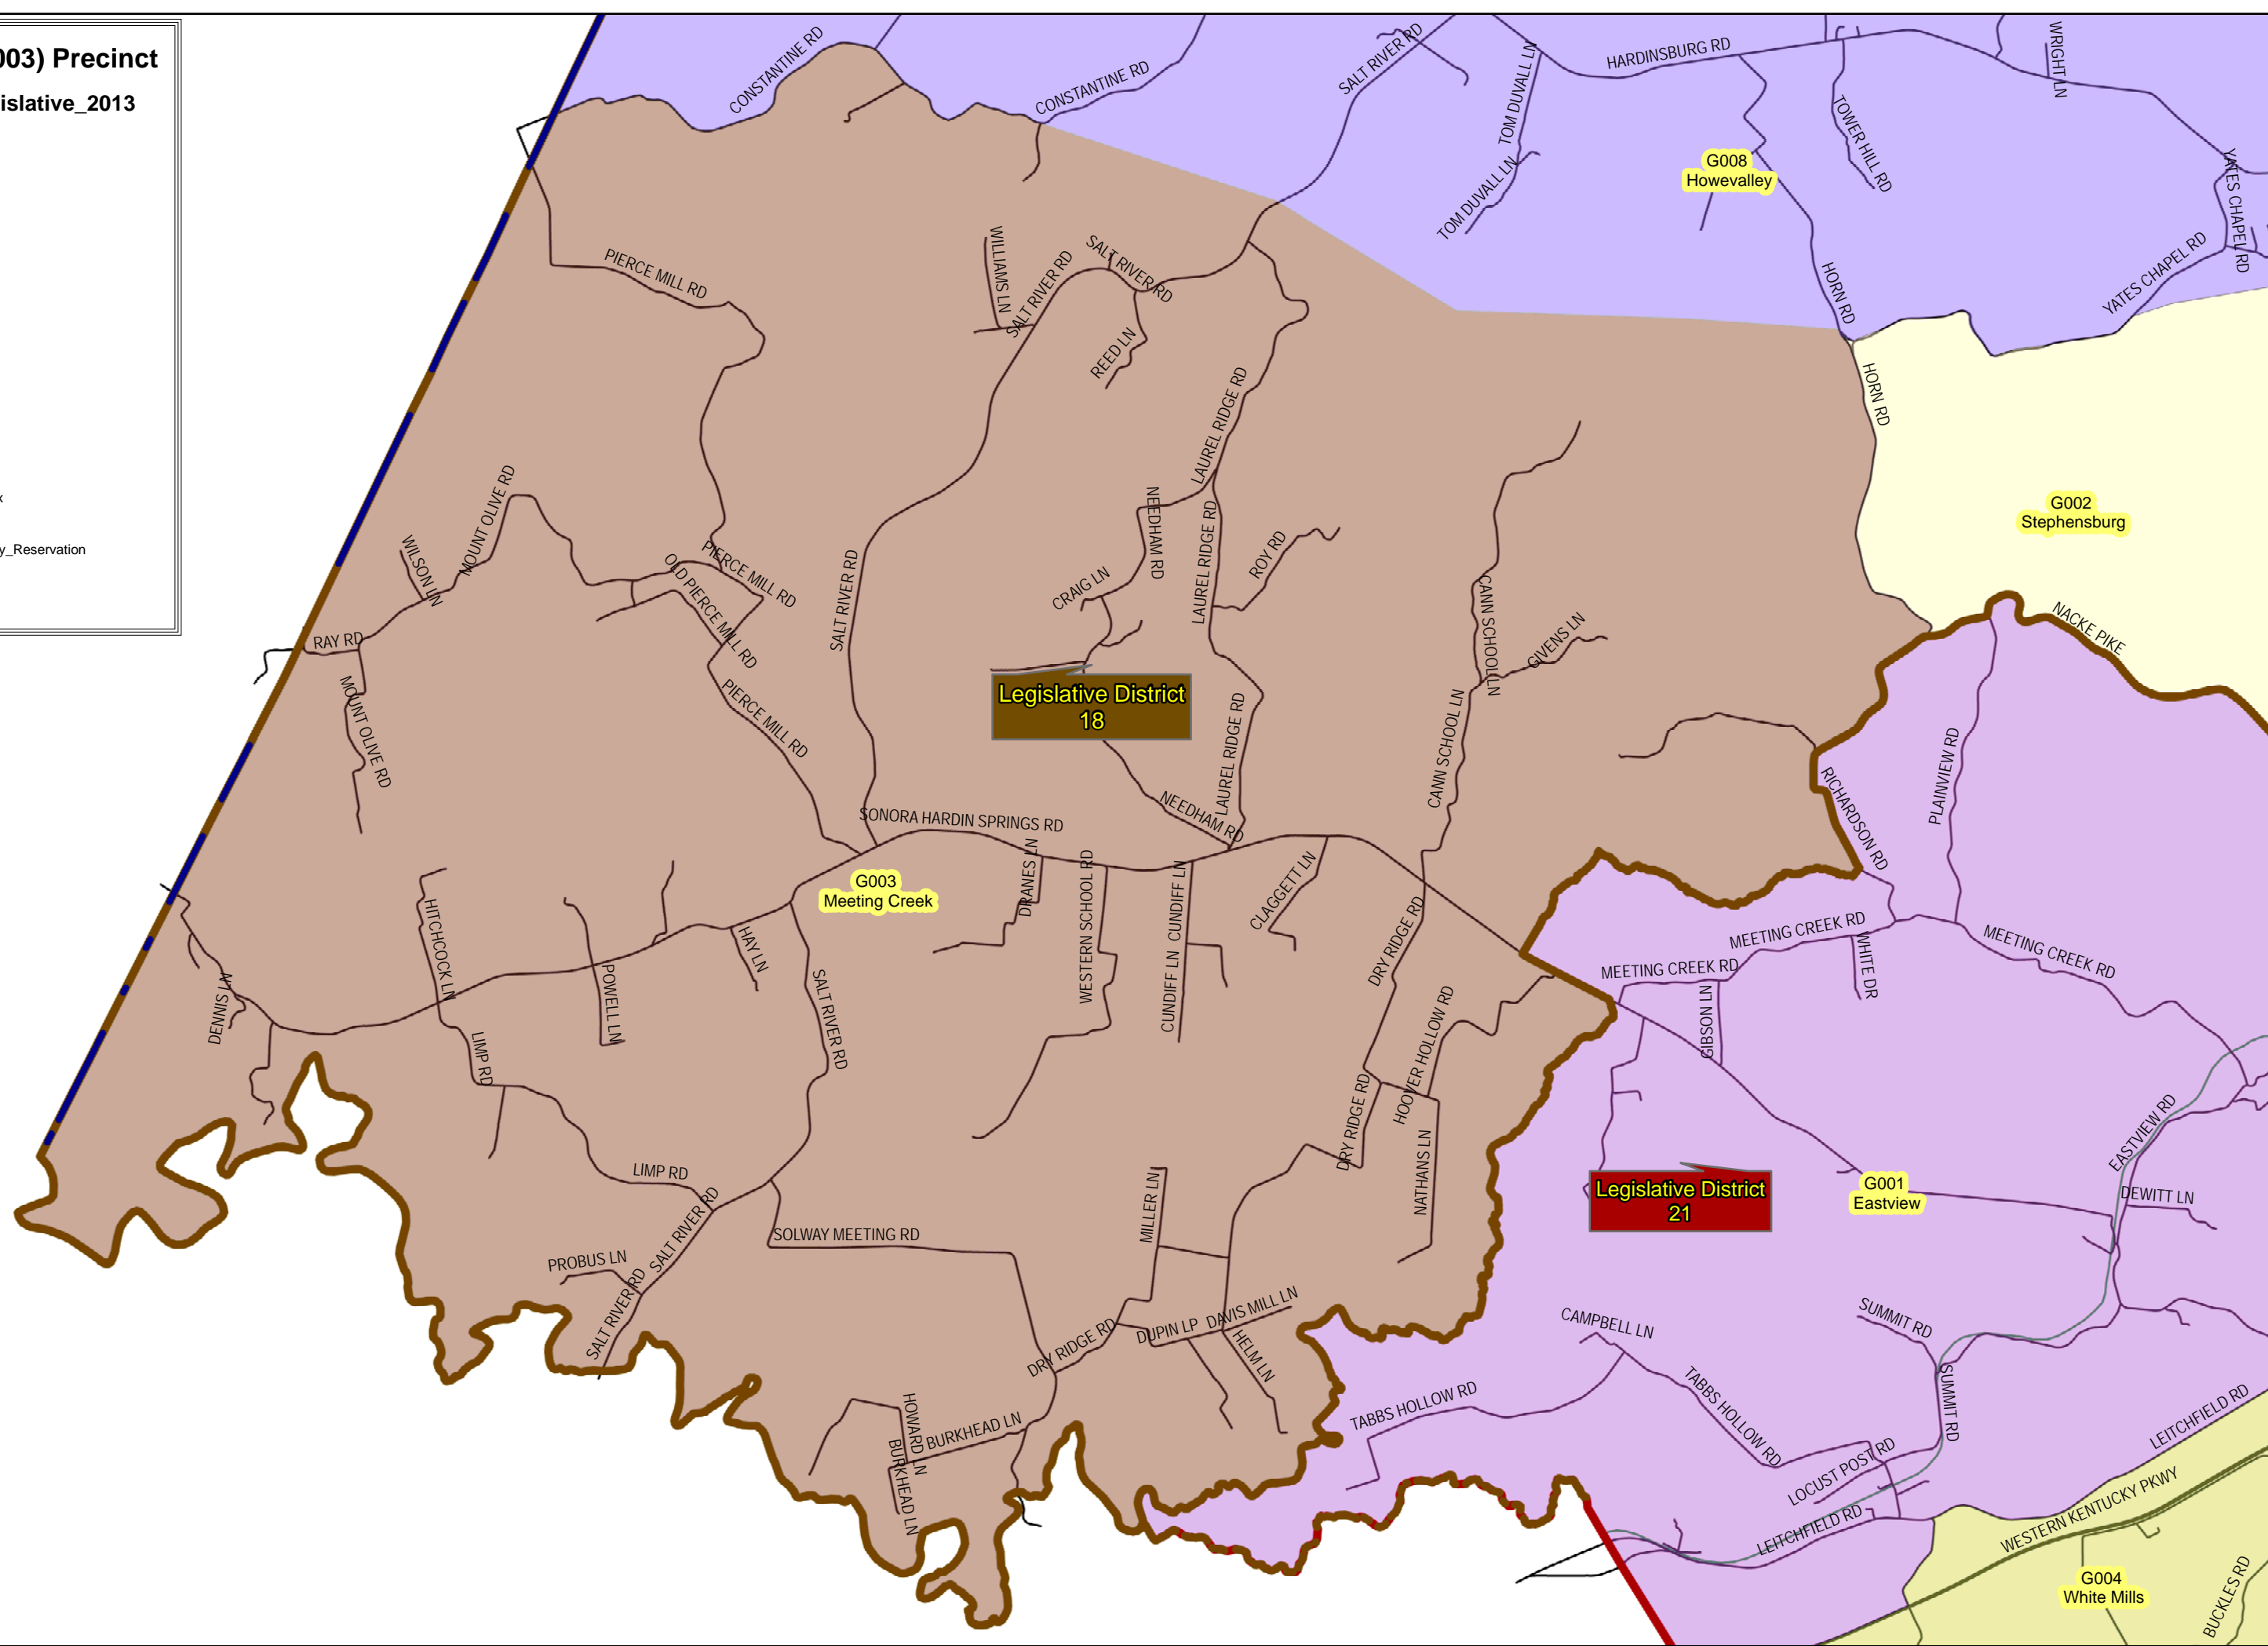 003) Precinct
islative_2013
x
y_Reservation
CONSTANTINE RD
CONSTANTINE RD
SALT RIVER RD
TOM DUVALL LN
TOM DUVALL LN
HARDINSBURG RD
TOWER HILL RD
WRIGHT LN
YATES CHAPEL RD
YATES CHAPEL RD
G008
Howevalley
HORN RD
HORN RD
PIERCE MILL RD
WILLIAMS LN
SALT RIVER RD
SALT RIVER RD
REED LN
LAUREL RIDGE RD
G002
Stephensburg
MOUNT OLIVE RD
WILSON LN
OLD PIERCE MILL RD
PIERCE MILL RD
SALT RIVER RD
NEEDHAM RD
CRAIG LN
LAUREL RIDGE RD
ROY RD
CANN SCHOOL LN
GIVENS LN
NACKE PIKE
RAY RD
MOUNT OLIVE RD
PIERCE MILL RD
Legislative District
18
LAUREL RIDGE RD
CANN SCHOOL LN
RICHARDSON RD
PLAINVIEW RD
SONORA HARDIN SPRINGS RD
NEEDHAM RD
G003
Meeting Creek
DRANES LN
WESTERN SCHOOL RD
CUNDIFF LN
CUNDIFF LN
CLAGGETT LN
DRY RIDGE RD
MEETING CREEK RD
MEETING CREEK RD
MEETING CREEK RD
WHITE DR
GIBSON LN
HITCHCOCK LN
HAY LN
POWELL LN
SALT RIVER RD
DENNIS LN
LIMP RD
HOOVER HOLLOW RD
DRY RIDGE RD
NATHANS LN
EASTVIEW RD
Legislative District
21
G001
Eastview
DEWITT LN
LIMP RD
SALT RIVER RD
SOLWAY MEETING RD
MILLER LN
PROBUS LN
SALT RIVER RD
DRY RIDGE RD
DUPIN LP
DAVIS MILL LN
HELM LN
CAMPBELL LN
SUMMIT RD
SUMMIT RD
TABBS HOLLOW RD
TABBS HOLLOW RD
HOWARD LN
BURKHEAD LN
BURKHEAD LN
LOCUST POST RD
LEITCHFIELD RD
LEITCHFIELD RD
WESTERN KENTUCKY PKWY
G004
White Mills
BUCKLES RD